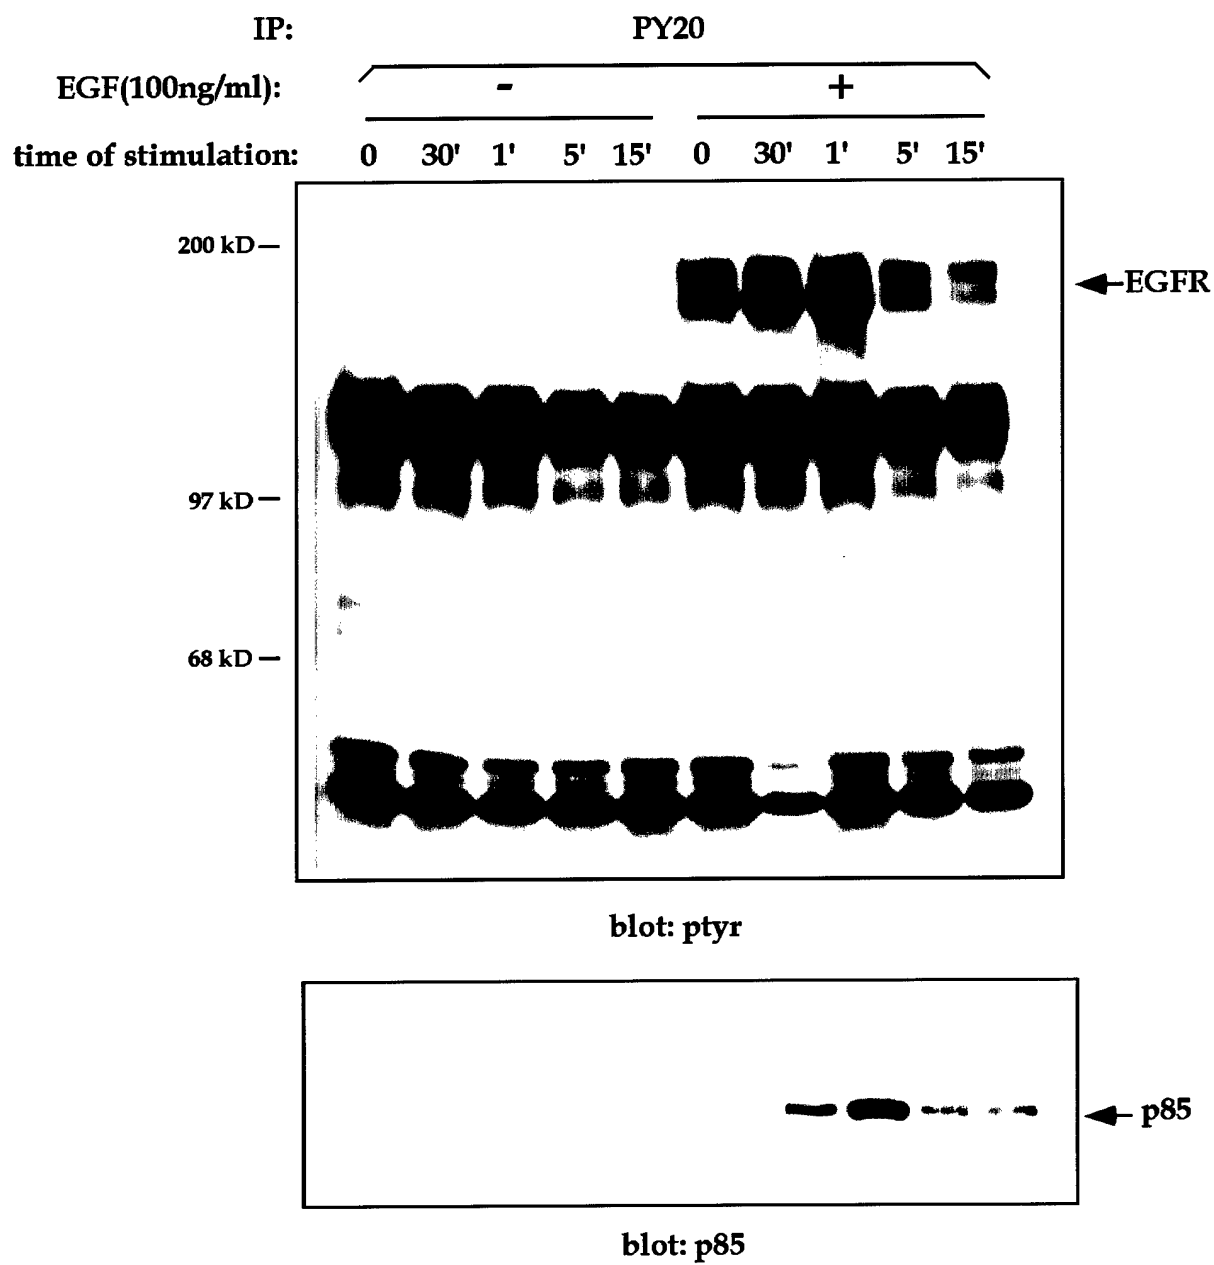 IP: PY20
EGF(100ng/ml): - +
time of stimulation: 0 30' 1' 5' 15' 0 30' 1' 5' 15'
200 kD
EGFR
97 kD
68 kD
blot: ptyr
p85
blot: p85